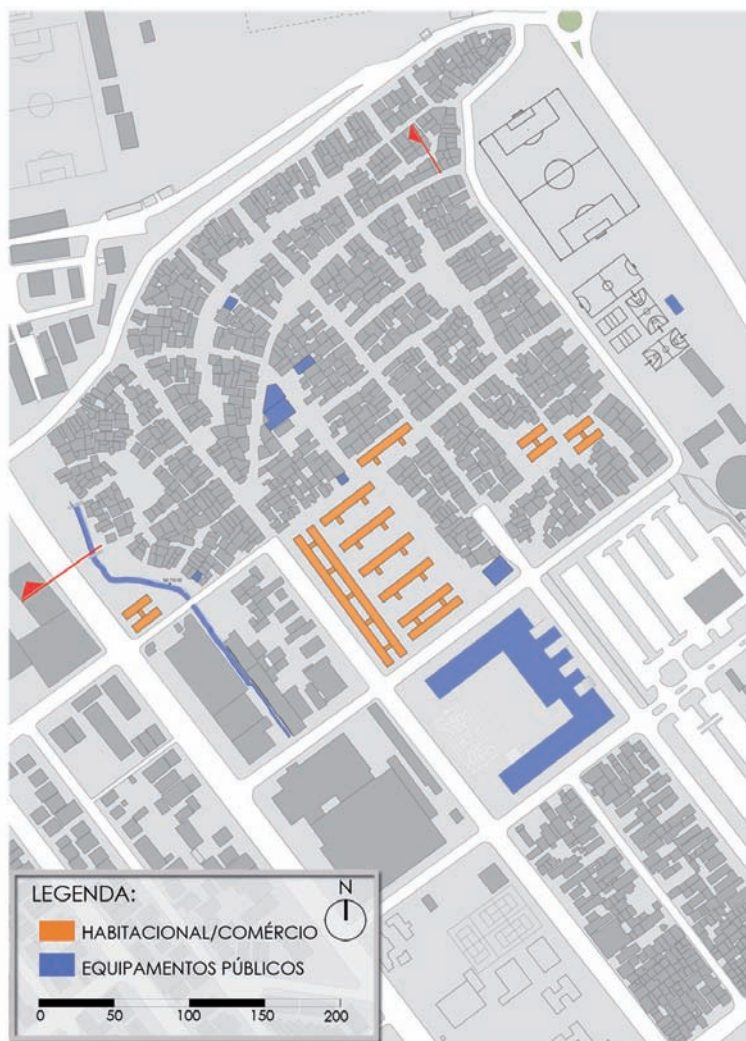 LEGENDA:
N
HABITACIONAL/COMÉRCIO
EQUIPAMENTOS PÚBLICOS
0 50 100 150 200